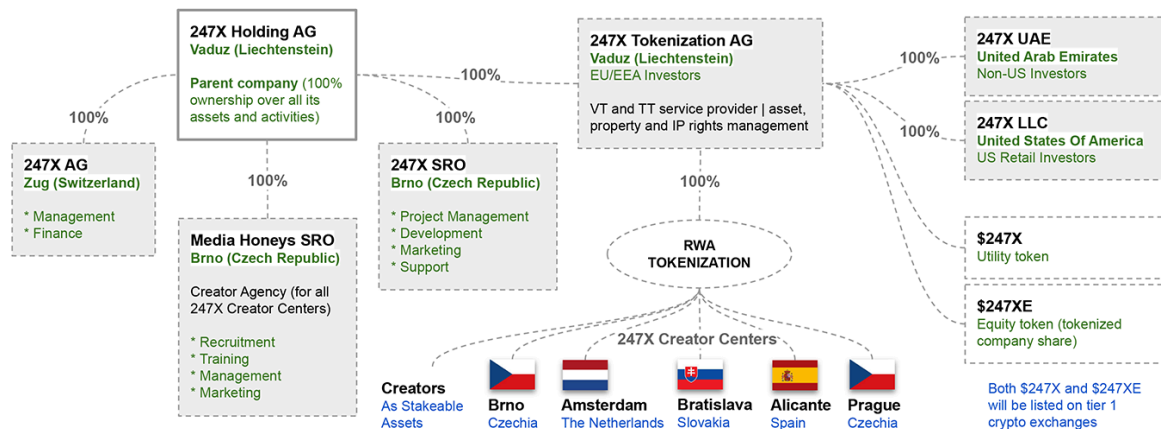 247X Holding AG
Vaduz (Liechtenstein)
Parent company (100%
ownership over all its
assets and activities)
100%
247X Tokenization AG
Vaduz (Liechtenstein)
EU/EEA Investors
VT and TT service provider | asset,
property and IP rights management
100%
247X UAE
United Arab Emirates
Non-US Investors
100%
247X LLC
United States Of America
US Retail Investors
100%
247X AG
Zug (Switzerland)
* Management
* Finance
100%
Media Honeys SRO
Brno (Czech Republic)
Creator Agency (for all
247X Creator Centers)
* Recruitment
* Training
* Management
* Marketing
100%
247X SRO
Brno (Czech Republic)
* Project Management
* Development
* Marketing
* Support
100%
RWA
TOKENIZATION
247X Creator Centers
Creators
As Stakeable
Assets
Brno
Czechia
Amsterdam
The Netherlands
Bratislava
Slovakia
Alicante
Spain
Prague
Czechia
$247X
Utility token
$247XE
Equity token (tokenized
company share)
Both $247X and $247XE
will be listed on tier 1
crypto exchanges